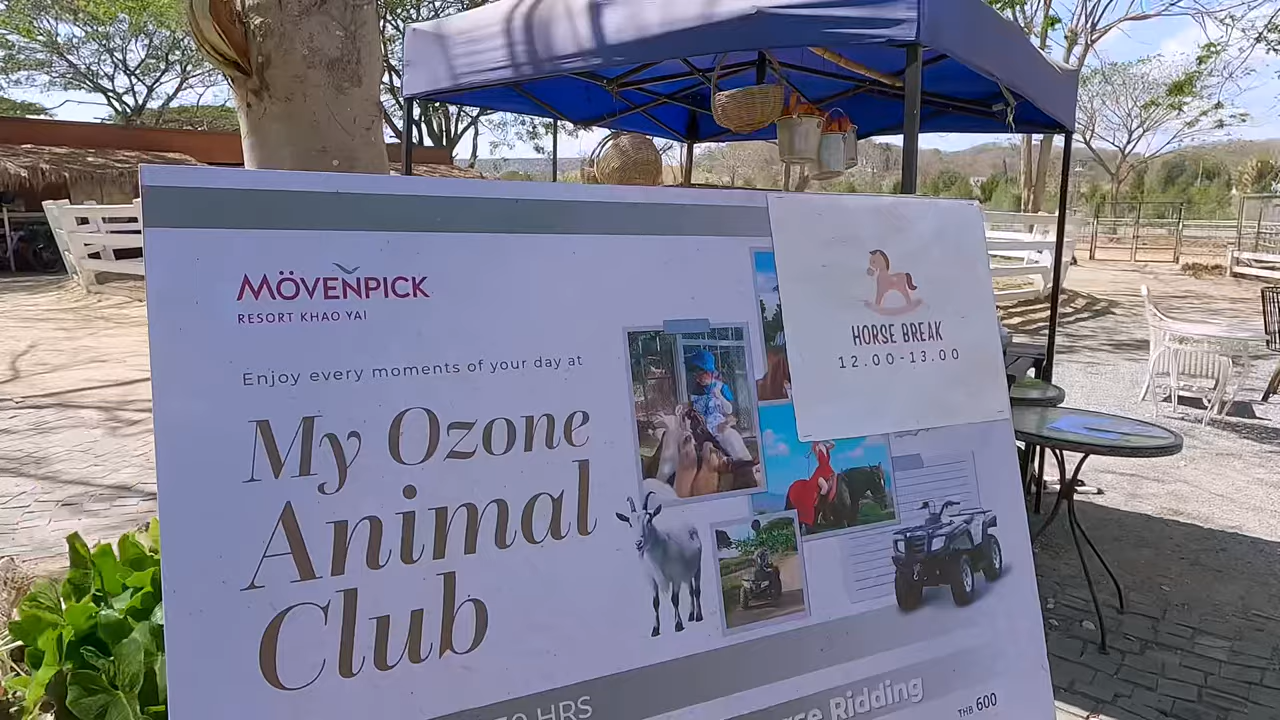 MÖVENPICK
RESORT KHAO YAI
Enjoy every moments of your day at
My Ozone
Animal
Club
HORSE BREAK
12.00-13.00
HRS
Ridding
THB 600